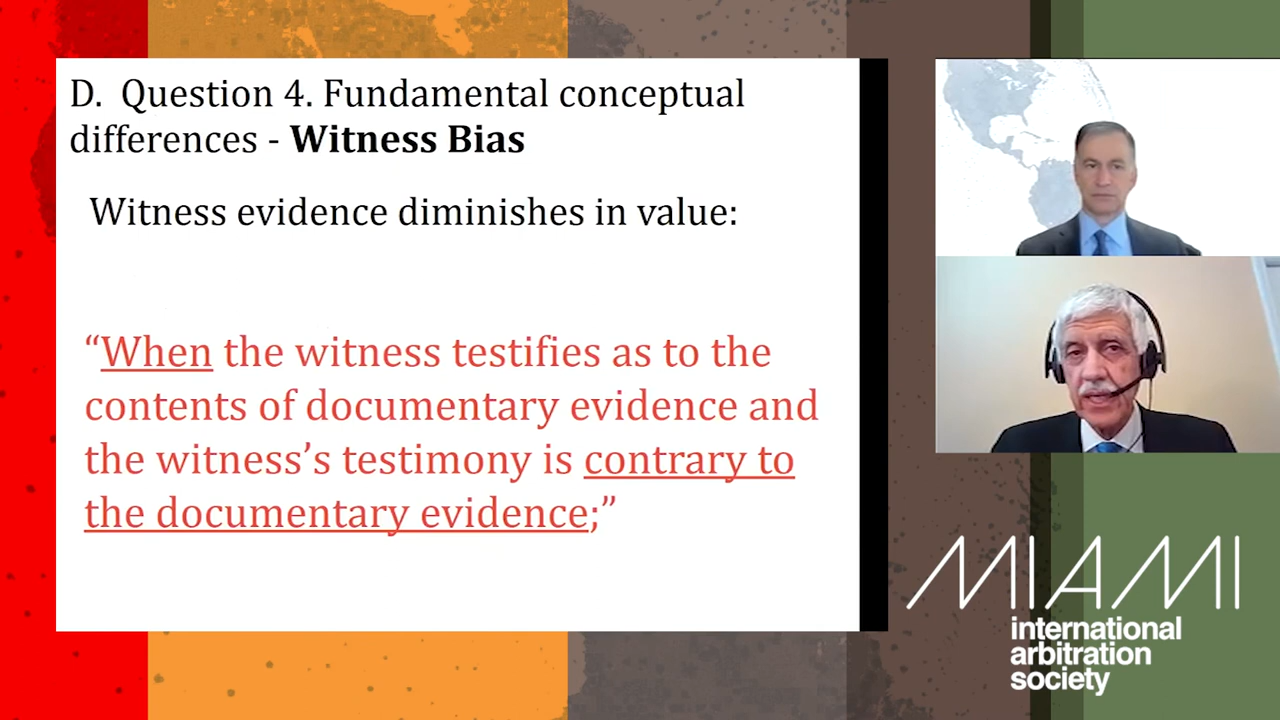 D. Question 4. Fundamental conceptual
differences - Witness Bias
Witness evidence diminishes in value:
“When the witness testifies as to the
contents of documentary evidence and
the witness’s testimony is contrary to
the documentary evidence;”
MIAMI
international
arbitration
society